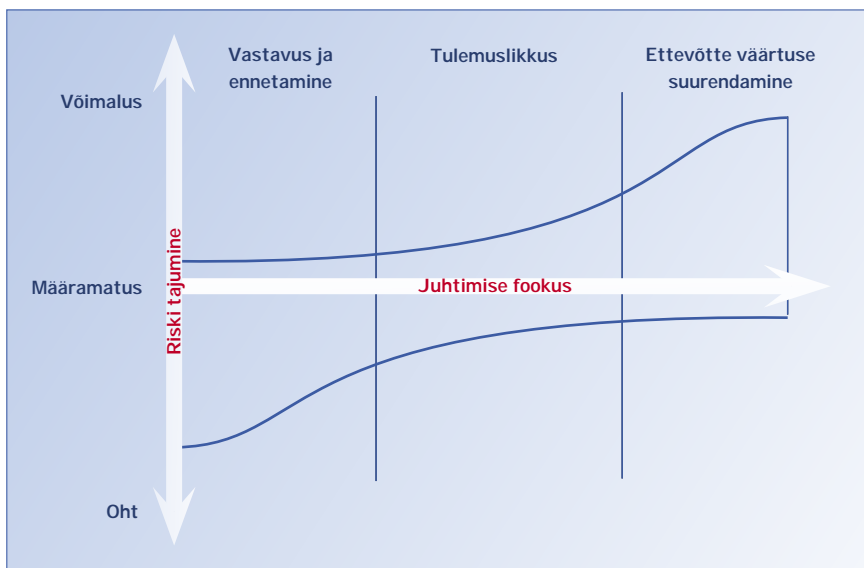 Vastavus ja
ennetamine
Tulemuslikkus
Ettevõtte väärtuse
suurendamine
Võimalus
Määramatus
Oht
Riski tajumine
Juhtimise fookus